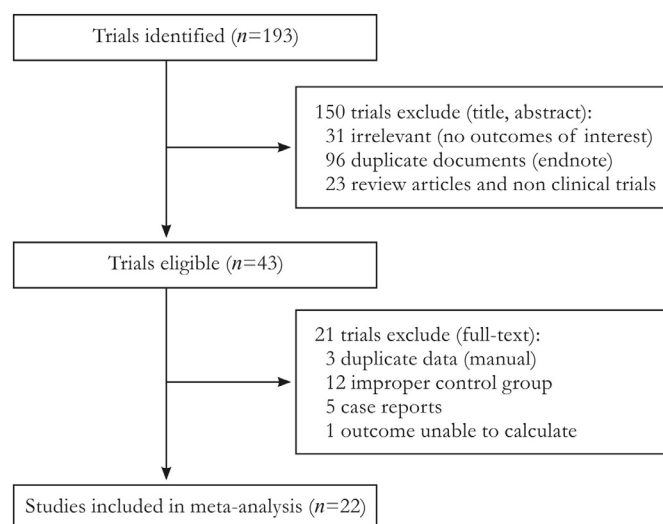 Trials identified (n=193)
150 trials exclude (title, abstract):
31 irrelevant (no outcomes of interest)
96 duplicate documents (endnote)
23 review articles and non clinical trials
Trials eligible (n=43)
21 trials exclude (full-text):
3 duplicate data (manual)
12 improper control group
5 case reports
1 outcome unable to calculate
Studies included in meta-analysis (n=22)